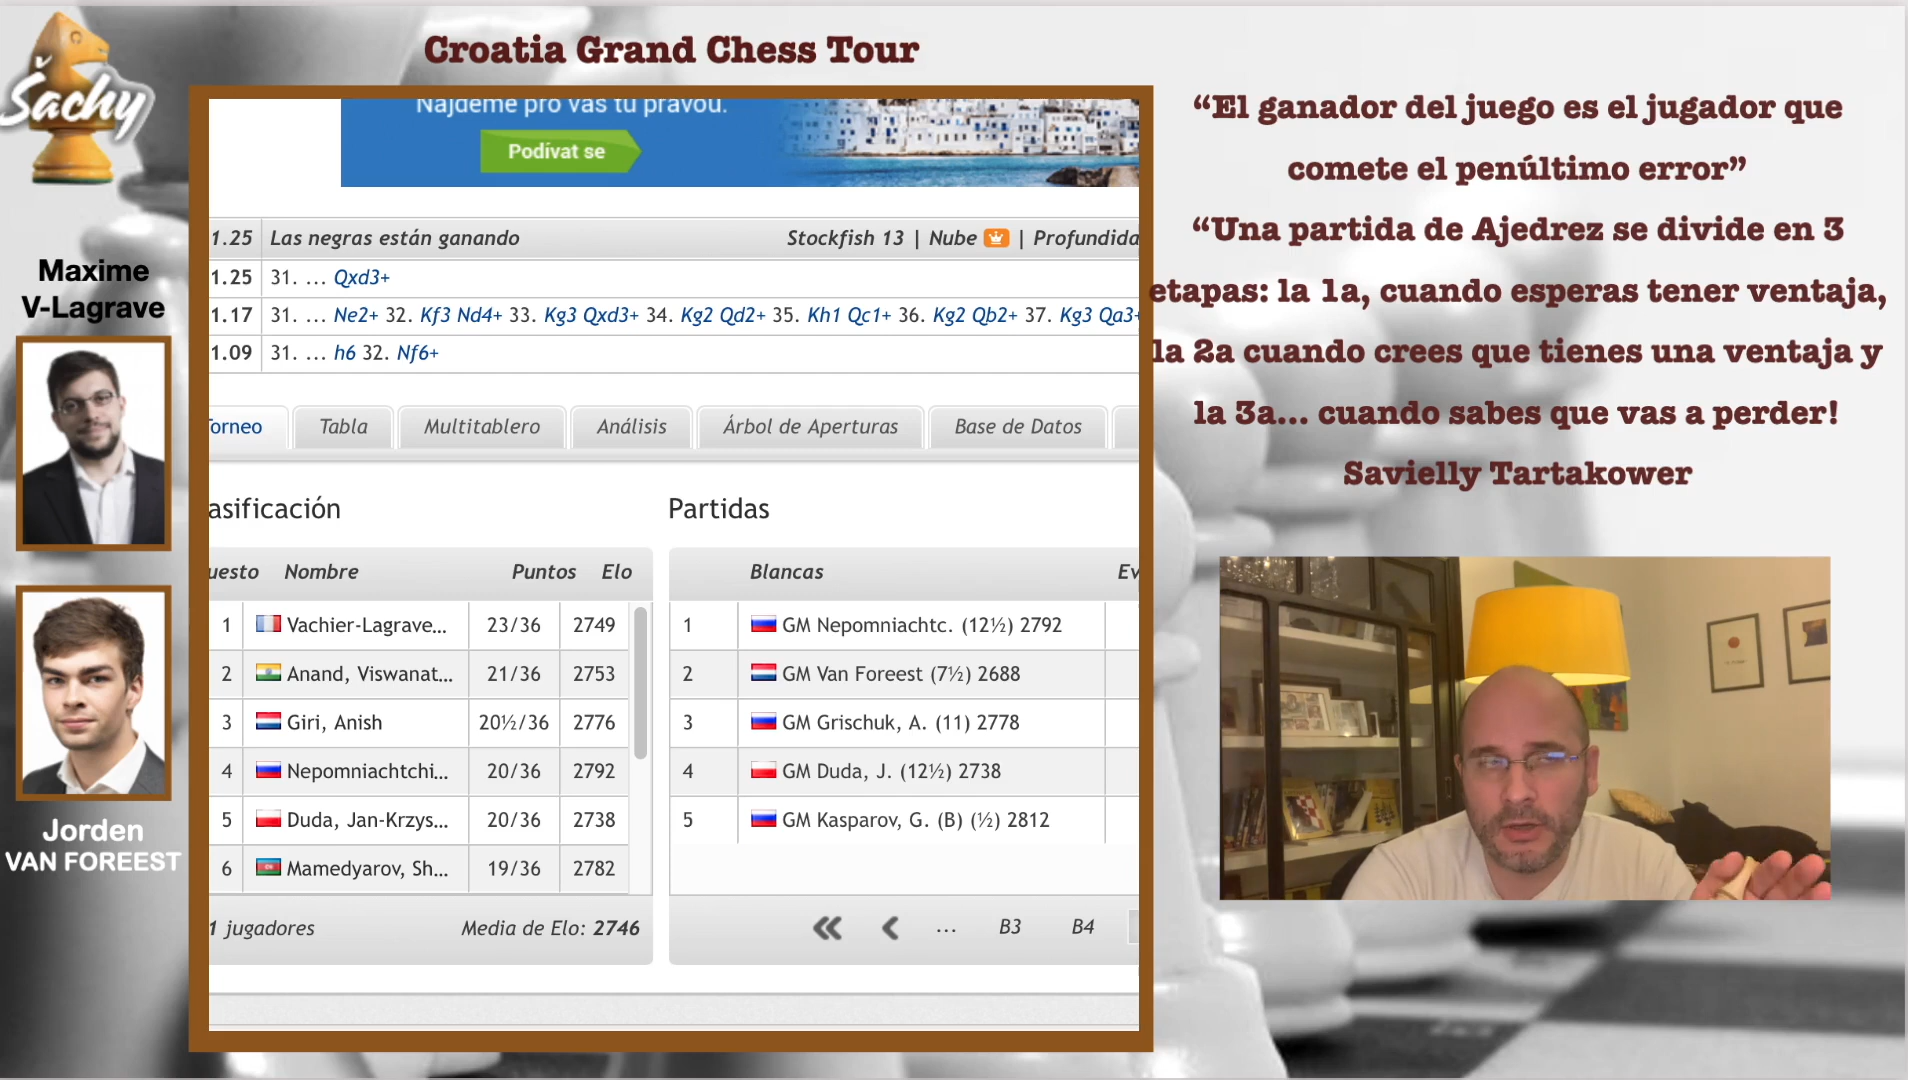 Croatia Grand Chess Tour
Šachy
Maxime
V-Lagrave
Jorden
VAN FOREEST
Najdeme pro vás tu pravou.
Podívat se
1.25 Las negras están ganando Stockfish 13 | Nube | Profundida
1.25 31. ... Qxd3+
1.17 31. ... Ne2+ 32. Kf3 Nd4+ 33. Kg3 Qxd3+ 34. Kg2 Qd2+ 35. Kh1 Qc1+ 36. Kg2 Qb2+ 37. Kg3 Qa3+
1.09 31. ... h6 32. Nf6+
Torneo Tabla Multitablero Análisis Árbol de Aperturas Base de Datos
asificación
uesto Nombre Puntos Elo
1 Vachier-Lagrave... 23/36 2749
2 Anand, Viswanat... 21/36 2753
3 Giri, Anish 20½/36 2776
4 Nepomniachtchi... 20/36 2792
5 Duda, Jan-Krzys... 20/36 2738
6 Mamedyarov, Sh... 19/36 2782
1 jugadores Media de Elo: 2746
Partidas
Blancas Ev
1 GM Nepomniachtc. (12½) 2792
2 GM Van Foreest (7½) 2688
3 GM Grischuk, A. (11) 2778
4 GM Duda, J. (12½) 2738
5 GM Kasparov, G. (B) (½) 2812
... B3 B4
“El ganador del juego es el jugador que
comete el penúltimo error”
“Una partida de Ajedrez se divide en 3
etapas: la 1a, cuando esperas tener ventaja,
la 2a cuando crees que tienes una ventaja y
la 3a... cuando sabes que vas a perder!
Savielly Tartakower